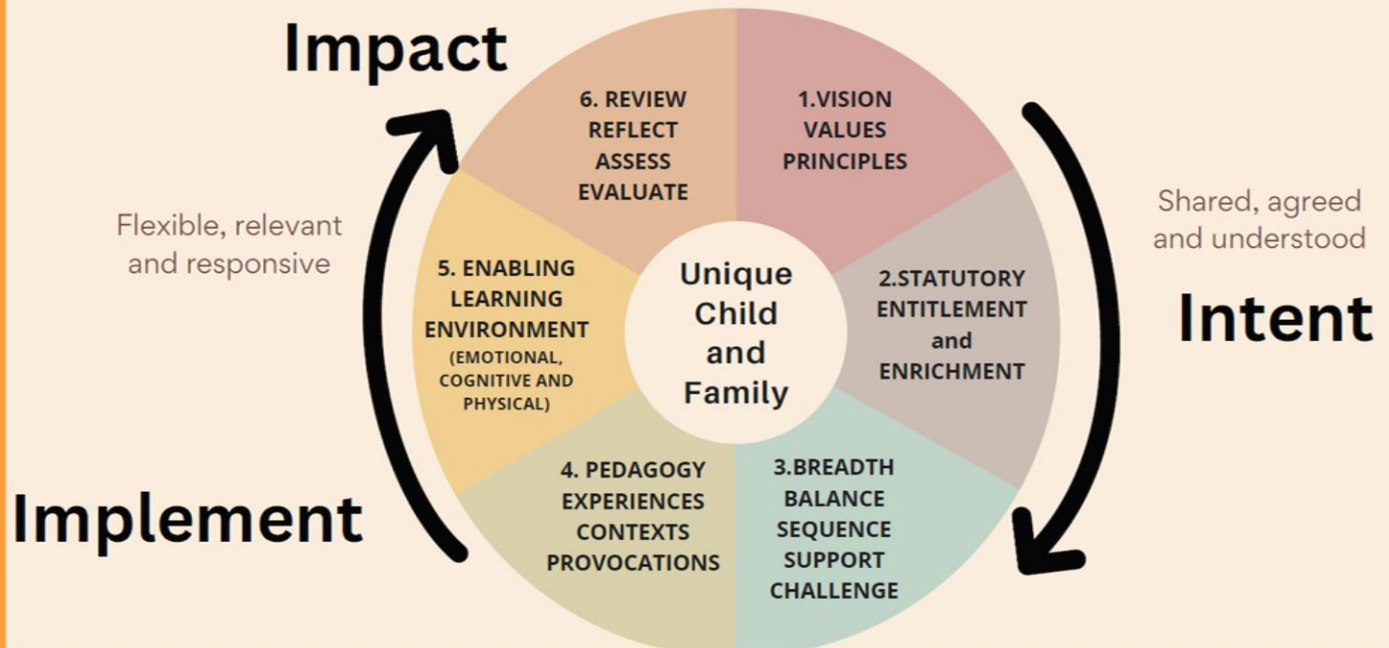 Impact
6. REVIEW
REFLECT
ASSESS
EVALUATE
1.VISION
VALUES
PRINCIPLES
Shared, agreed
and understood
Intent
2.STATUTORY
ENTITLEMENT
and
ENRICHMENT
Unique
Child
and
Family
Flexible, relevant
and responsive
5. ENABLING
LEARNING
ENVIRONMENT
(EMOTIONAL,
COGNITIVE AND
PHYSICAL)
Implement
4. PEDAGOGY
EXPERIENCES
CONTEXTS
PROVOCATIONS
3.BREADTH
BALANCE
SEQUENCE
SUPPORT
CHALLENGE